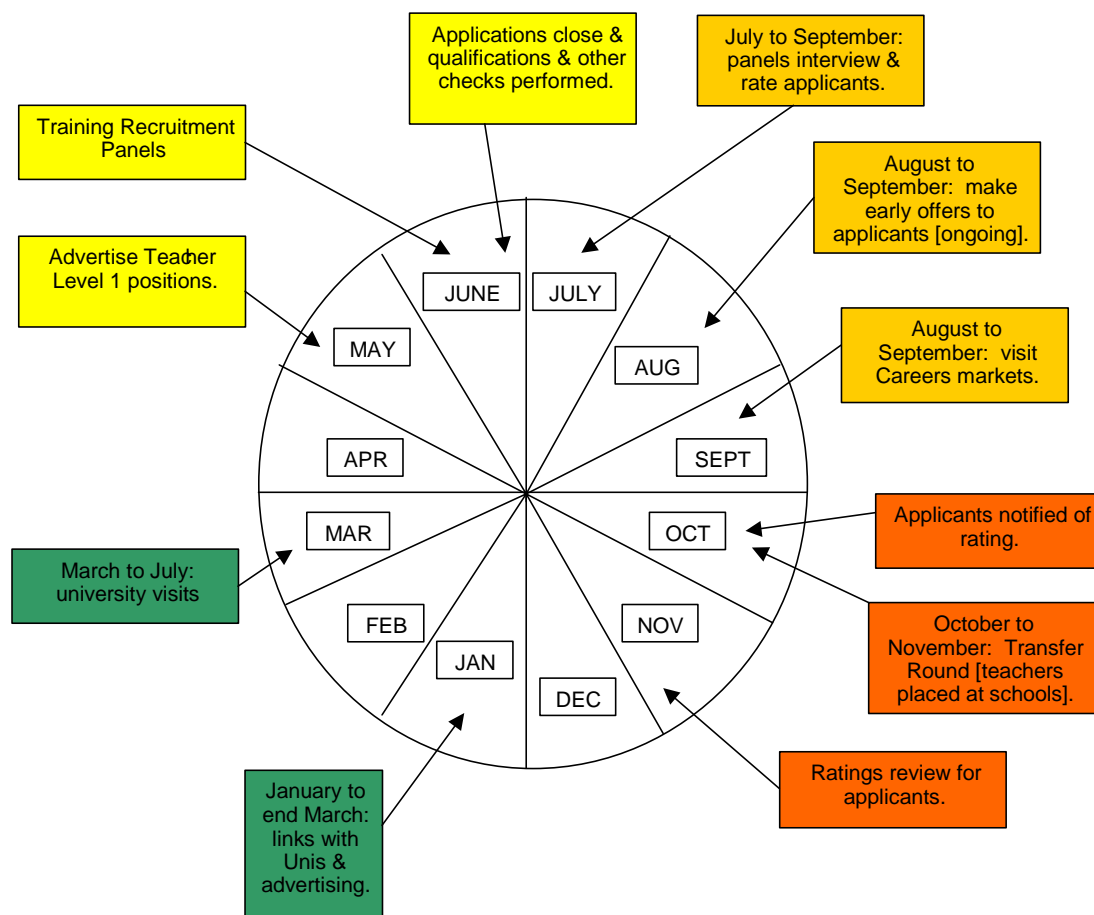 Applications close &
qualifications & other
checks performed.
July to September:
panels interview &
rate applicants.
Training Recruitment
Panels
August to
September: make
early offers to
applicants [ongoing].
Advertise Teacher
Level 1 positions.
JUNE
JULY
MAY
AUG
August to
September: visit
Careers markets.
APR
SEPT
MAR
OCT
Applicants notified of
rating.
March to July:
university visits
FEB
NOV
October to
November: Transfer
Round [teachers
placed at schools].
JAN
DEC
January to
end March:
links with
Unis &
advertising.
Ratings review for
applicants.